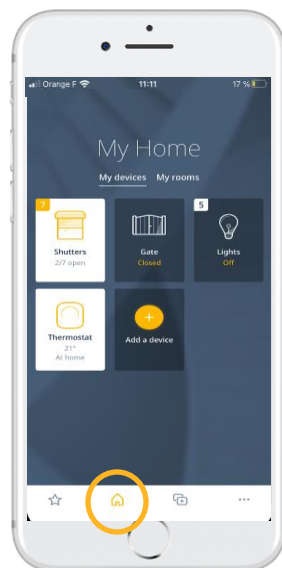 Orange F 11:11 17 %
My Home
My devices My rooms
7 5
Shutters Gate Lights
2/7 open Closed Off
Thermostat Add a device
21°
At home